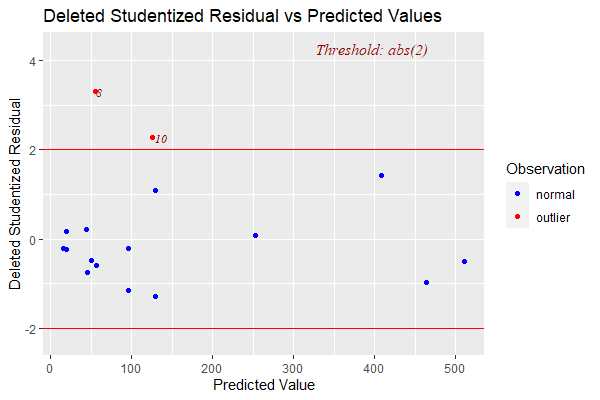 Deleted Studentized Residual vs Predicted Values
Threshold: abs(2)
4
2
0
-2
Deleted Studentized Residual
6
10
0
100
200
300
400
500
Predicted Value
Observation
normal
outlier